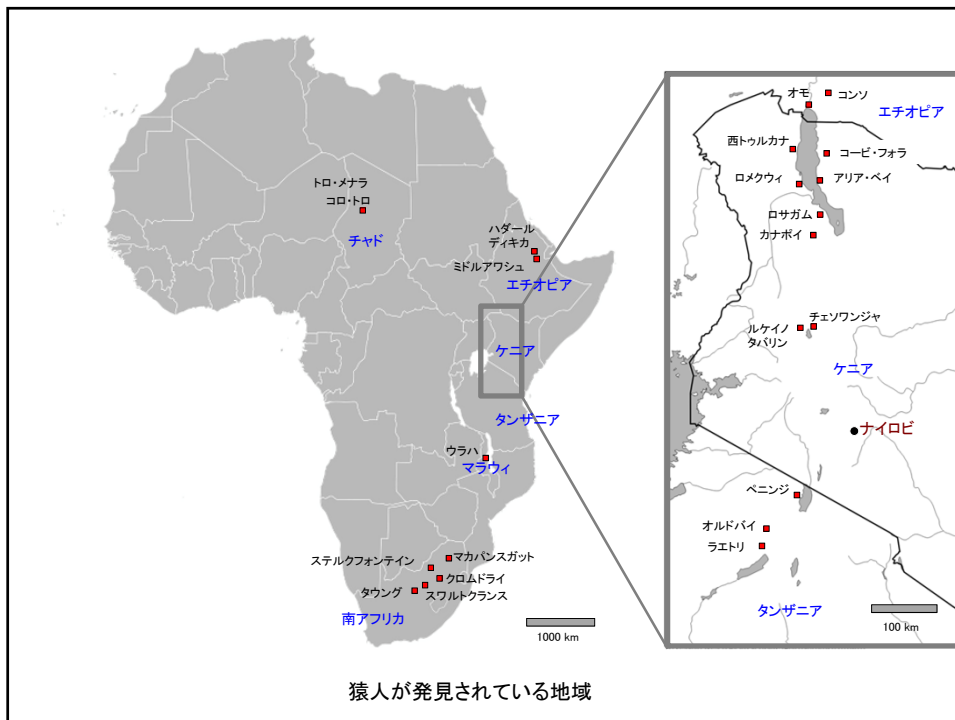 トロ・メナラ
コロ・トロ
チャド
ハダール
ディキカ
ミドルアワシュ
エチオピア
ケニア
タンザニア
ウラハ
マラウィ
ステルクフォンテイン
マカパンスガット
クロムドライ
タウング
スワルトクランス
南アフリカ
1000 km
オモ
コンソ
エチオピア
西トゥルカナ
コービ・フォラ
ロメクウィ
アリア・ベイ
ロサガム
カナポイ
チェソワンジャ
ルケイノ
タバリン
ケニア
ナイロビ
ペニンジ
オルドバイ
ラエトリ
タンザニア
100 km
猿人が発見されている地域